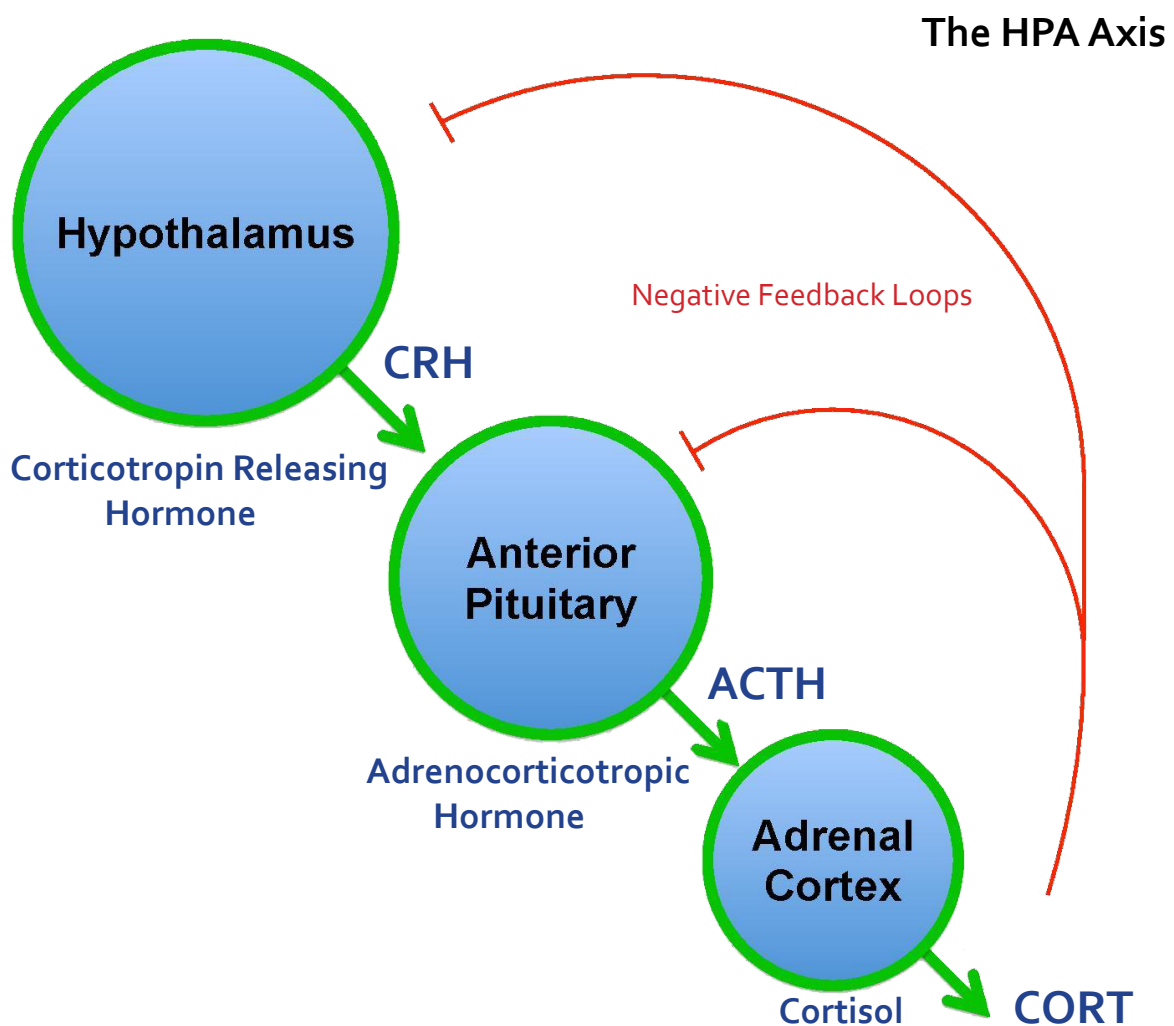 The HPA Axis
Hypothalamus
Negative Feedback Loops
CRH
Corticotropin Releasing
Hormone
Anterior
Pituitary
ACTH
Adrenocorticotropic
Hormone
Adrenal
Cortex
Cortisol
CORT